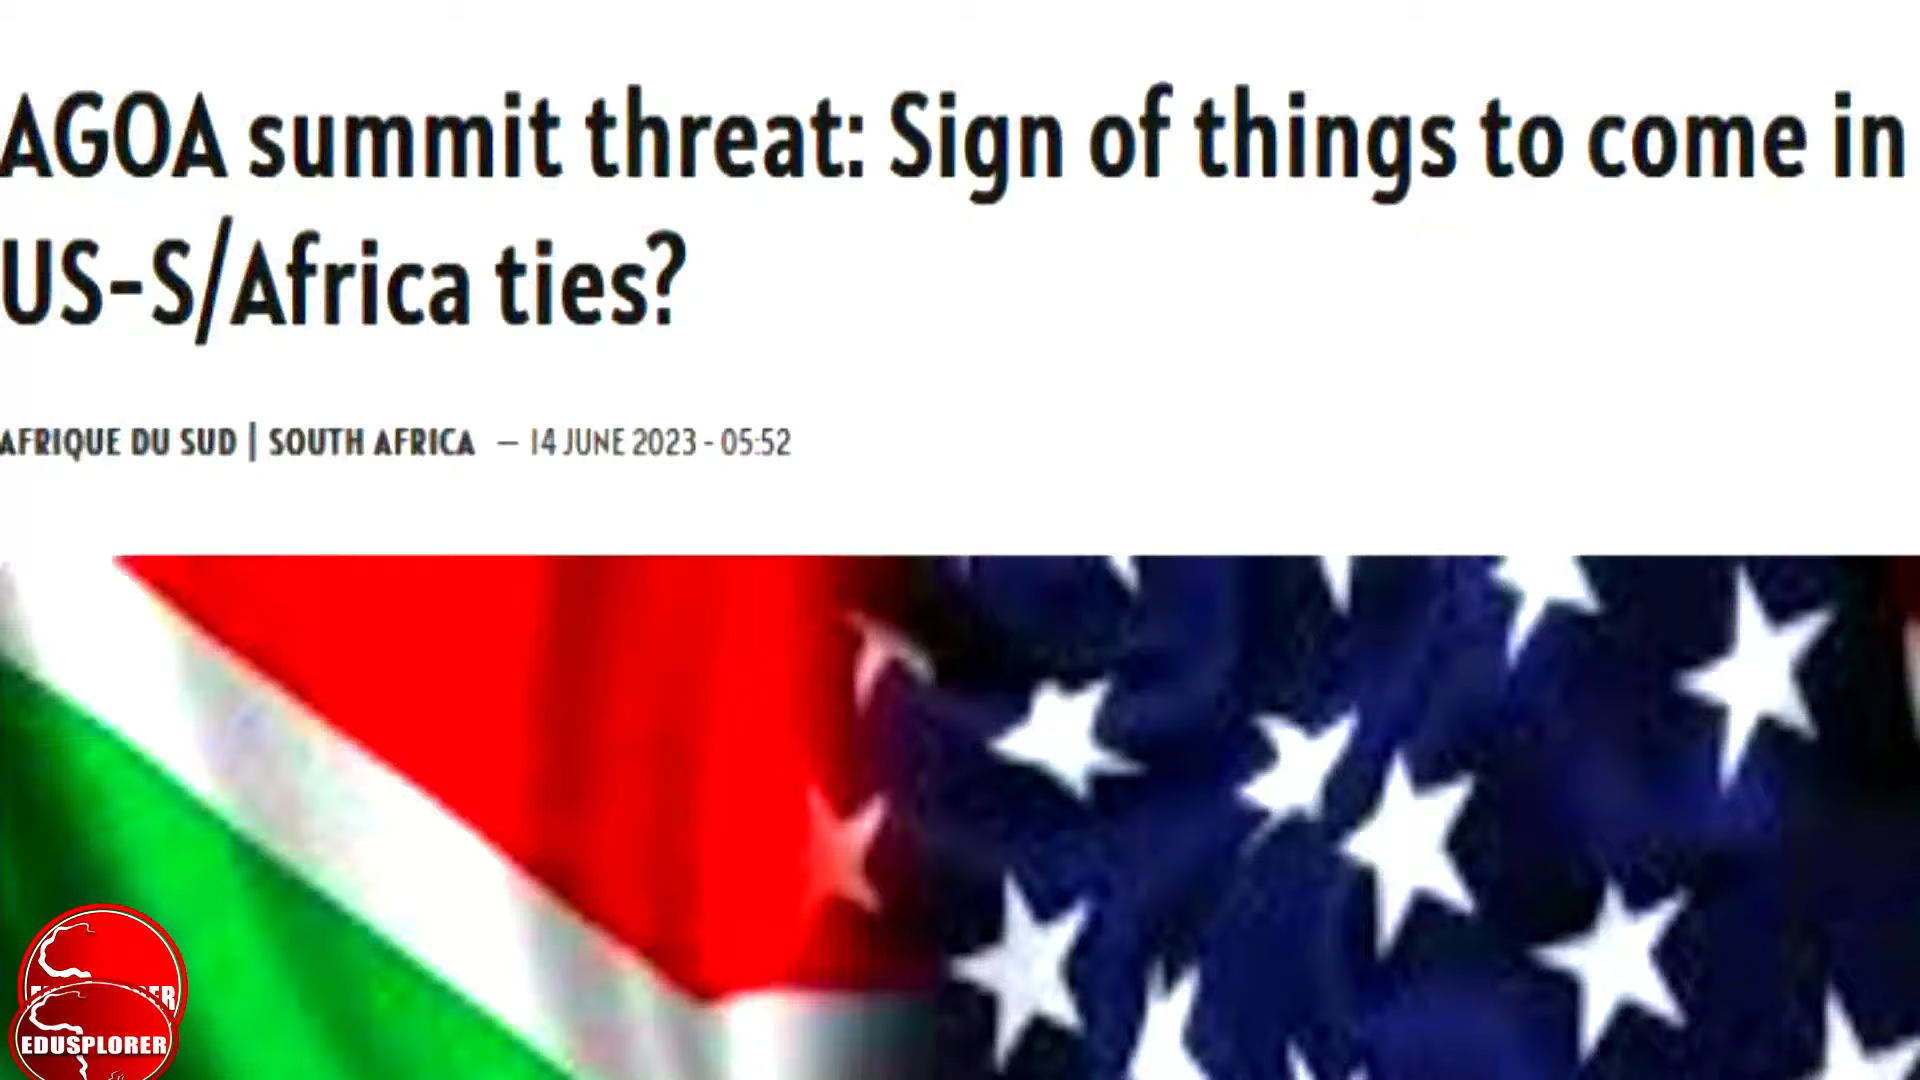 AGOA summit threat: Sign of things to come in
US-S/Africa ties?
AFRIQUE DU SUD | SOUTH AFRICA – 14 JUNE 2023 - 05:52
EDUSPLORER